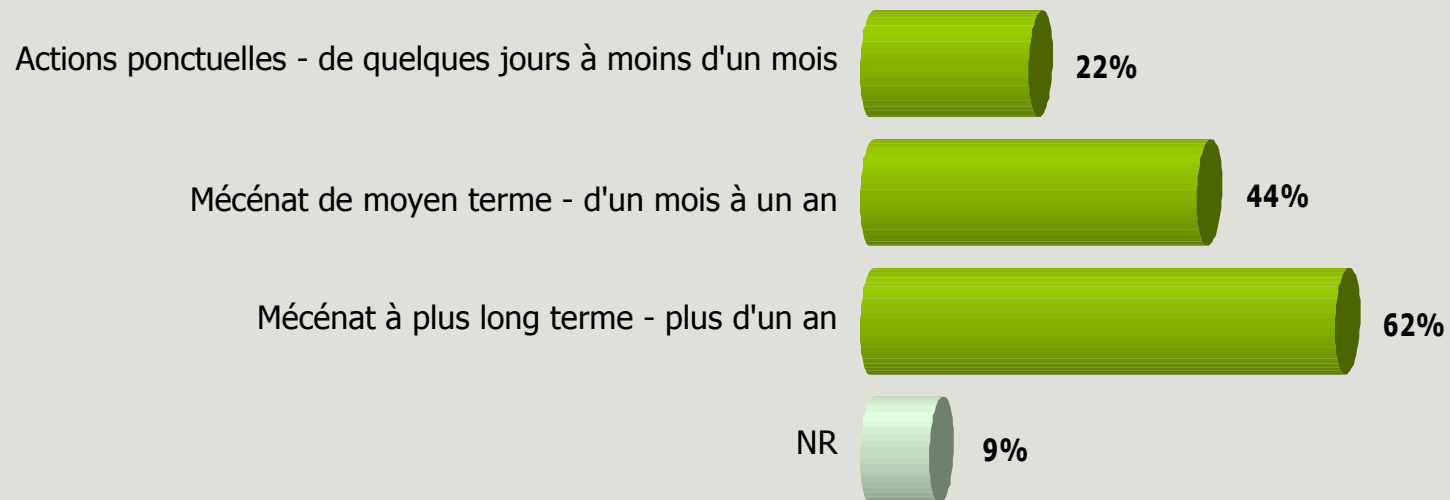 Actions ponctuelles - de quelques jours à moins d'un mois 22%
Mécénat de moyen terme - d'un mois à un an 44%
Mécénat à plus long terme - plus d'un an 62%
NR 9%